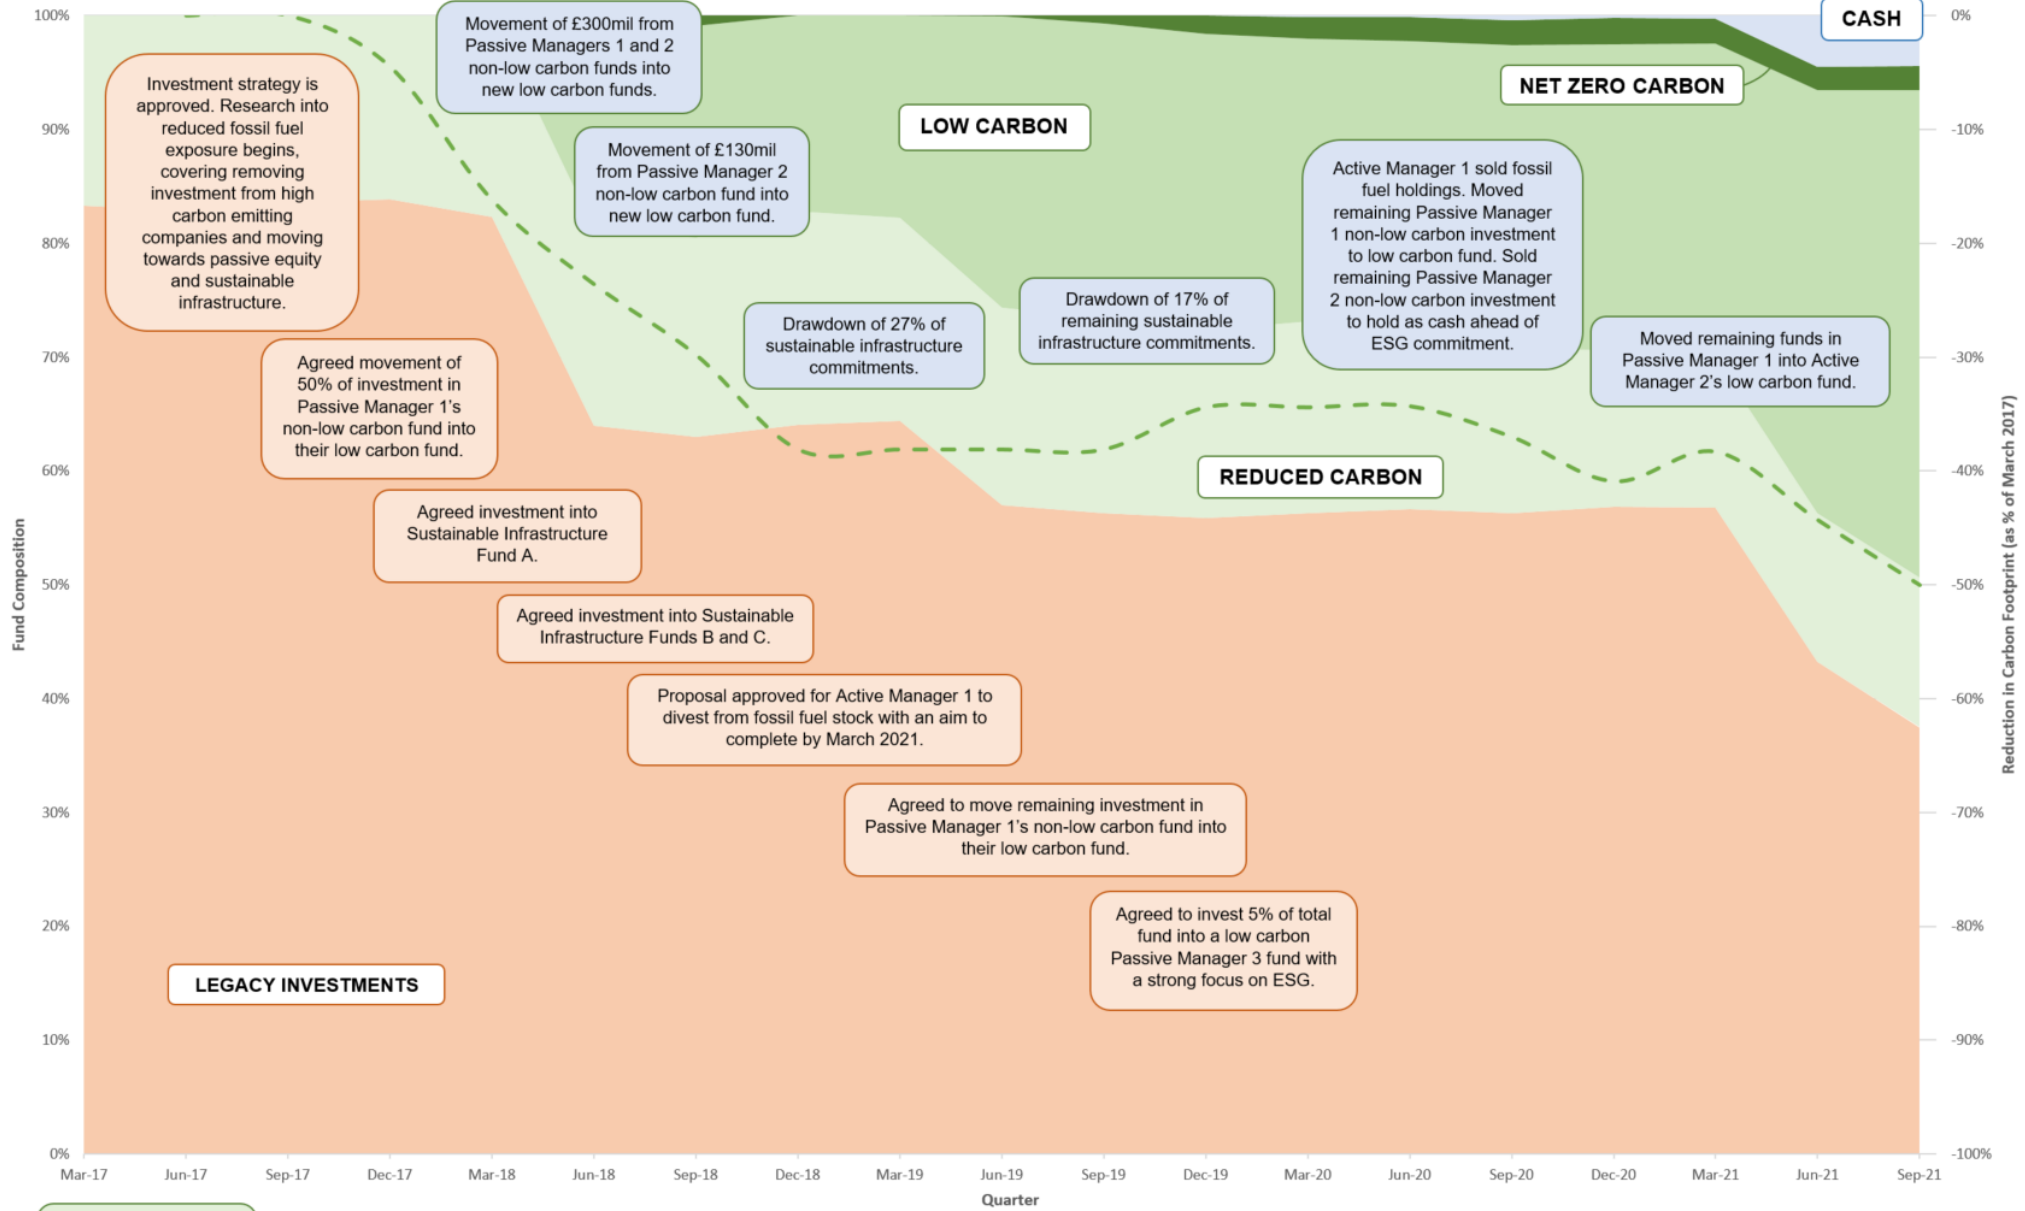 100%
90%
80%
70%
60%
50%
40%
30%
20%
10%
0%
Fund Composition
Investment strategy is
approved. Research into
reduced fossil fuel
exposure begins,
covering removing
investment from high
carbon emitting
companies and moving
towards passive equity
and sustainable
infrastructure.
Agreed movement of
50% of investment in
Passive Manager 1’s
non-low carbon fund into
their low carbon fund.
Agreed investment into
Sustainable Infrastructure
Fund A.
Agreed investment into Sustainable
Infrastructure Funds B and C.
Proposal approved for Active Manager 1 to
divest from fossil fuel stock with an aim to
complete by March 2021.
Agreed to move remaining investment in
Passive Manager 1’s non-low carbon fund into
their low carbon fund.
Agreed to invest 5% of total
fund into a low carbon
Passive Manager 3 fund with
a strong focus on ESG.
LEGACY INVESTMENTS
Movement of £300mil from
Passive Managers 1 and 2
non-low carbon funds into
new low carbon funds.
Movement of £130mil
from Passive Manager 2
non-low carbon fund into
new low carbon fund.
Drawdown of 27% of
sustainable infrastructure
commitments.
Drawdown of 17% of
remaining sustainable
infrastructure commitments.
Active Manager 1 sold fossil
fuel holdings. Moved
remaining Passive Manager
1 non-low carbon investment
to low carbon fund. Sold
remaining Passive Manager
2 non-low carbon investment
to hold as cash ahead of
ESG commitment.
Moved remaining funds in
Passive Manager 1 into Active
Manager 2’s low carbon fund.
LOW CARBON
NET ZERO CARBON
CASH
REDUCED CARBON
0%
-10%
-20%
-30%
-40%
-50%
-60%
-70%
-80%
-90%
-100%
Reduction in Carbon Footprint (as % of March 2017)
Mar-17 Jun-17 Sep-17 Dec-17 Mar-18 Jun-18 Sep-18 Dec-18 Mar-19 Jun-19 Sep-19 Dec-19 Mar-20 Jun-20 Sep-20 Dec-20 Mar-21 Jun-21 Sep-21
Quarter